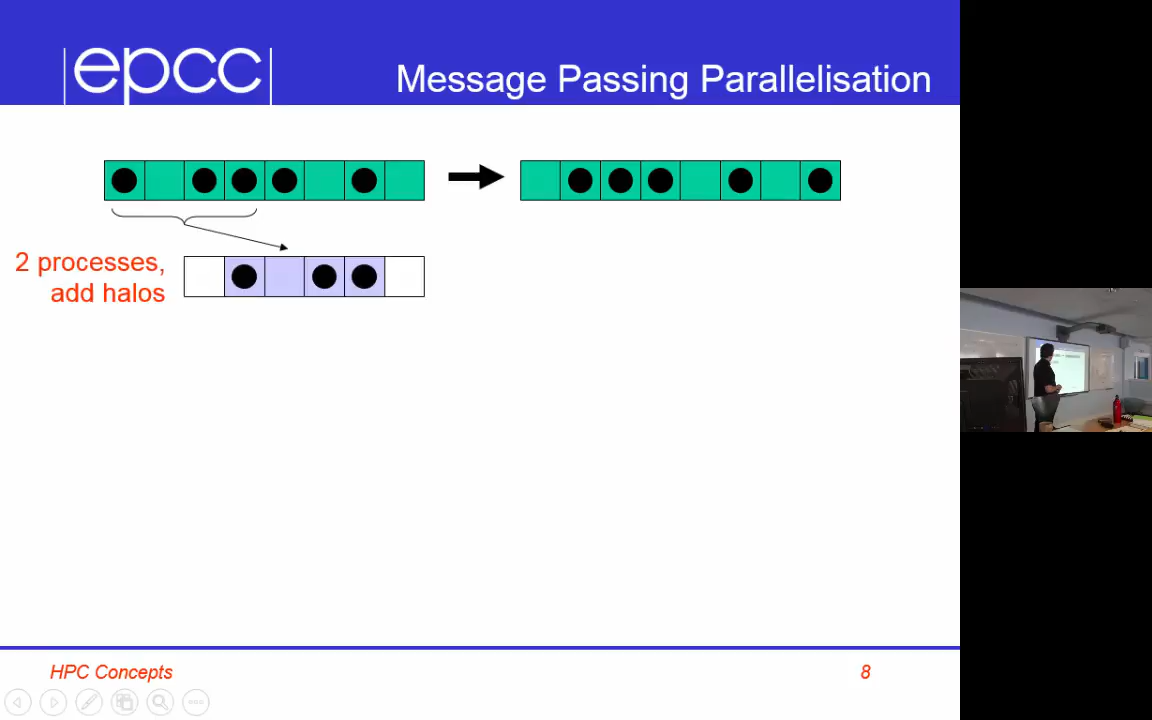 epcc
Message Passing Parallelisation
2 processes,
add halos
HPC Concepts
8